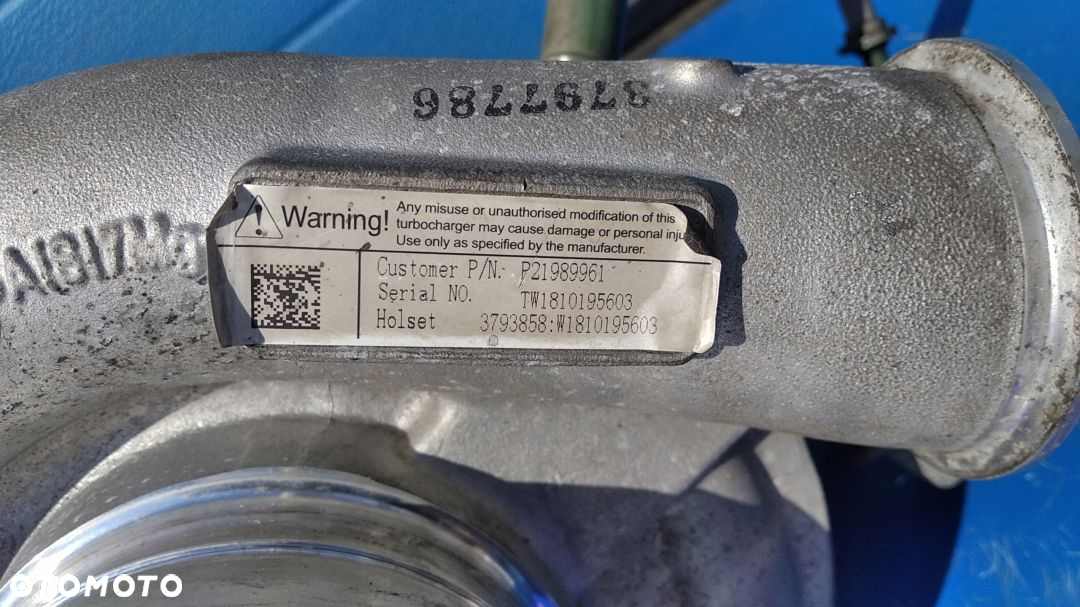 3797786
Warning!
Any misuse or unauthorised modification of this
turbocharger may cause damage or personal inju
Use only as specified by the manufacturer.
Customer P/N. P21989961
Serial NO. TW1810195603
Holset 3793858:W1810195603
OTOMOTO